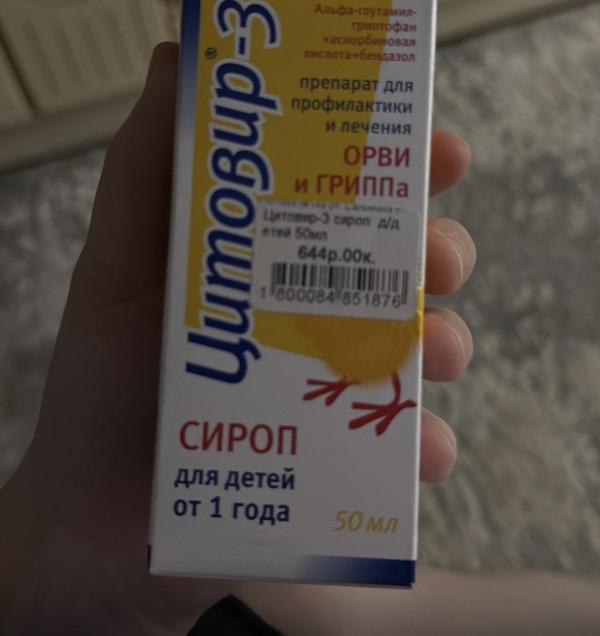 Цитовир-3®
Альфа-глутамил-
триптофан
+аскорбиновая
кислота+бендазол
препарат для
профилактики
и лечения
ОРВИ
и ГРИППа
Цитовир-3 сироп д/д
етей 50мл
644р.00к.
1 800084 851876
СИРОП
для детей
от 1 года
50 мл